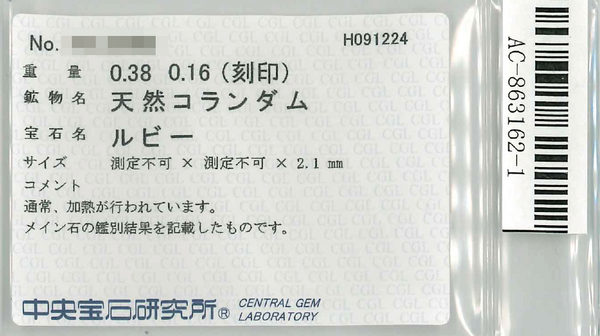 No.
H091224
重量 0.38 0.16 (刻印)
鉱物名 天然コランダム
宝石名 ルビー
サイズ 測定不可 × 測定不可 × 2.1 mm
コメント
通常、加熱が行われています。
メイン石の鑑別結果を記載したものです。
中央宝石研究所® CENTRAL GEM
LABORATORY
AC-863162-1